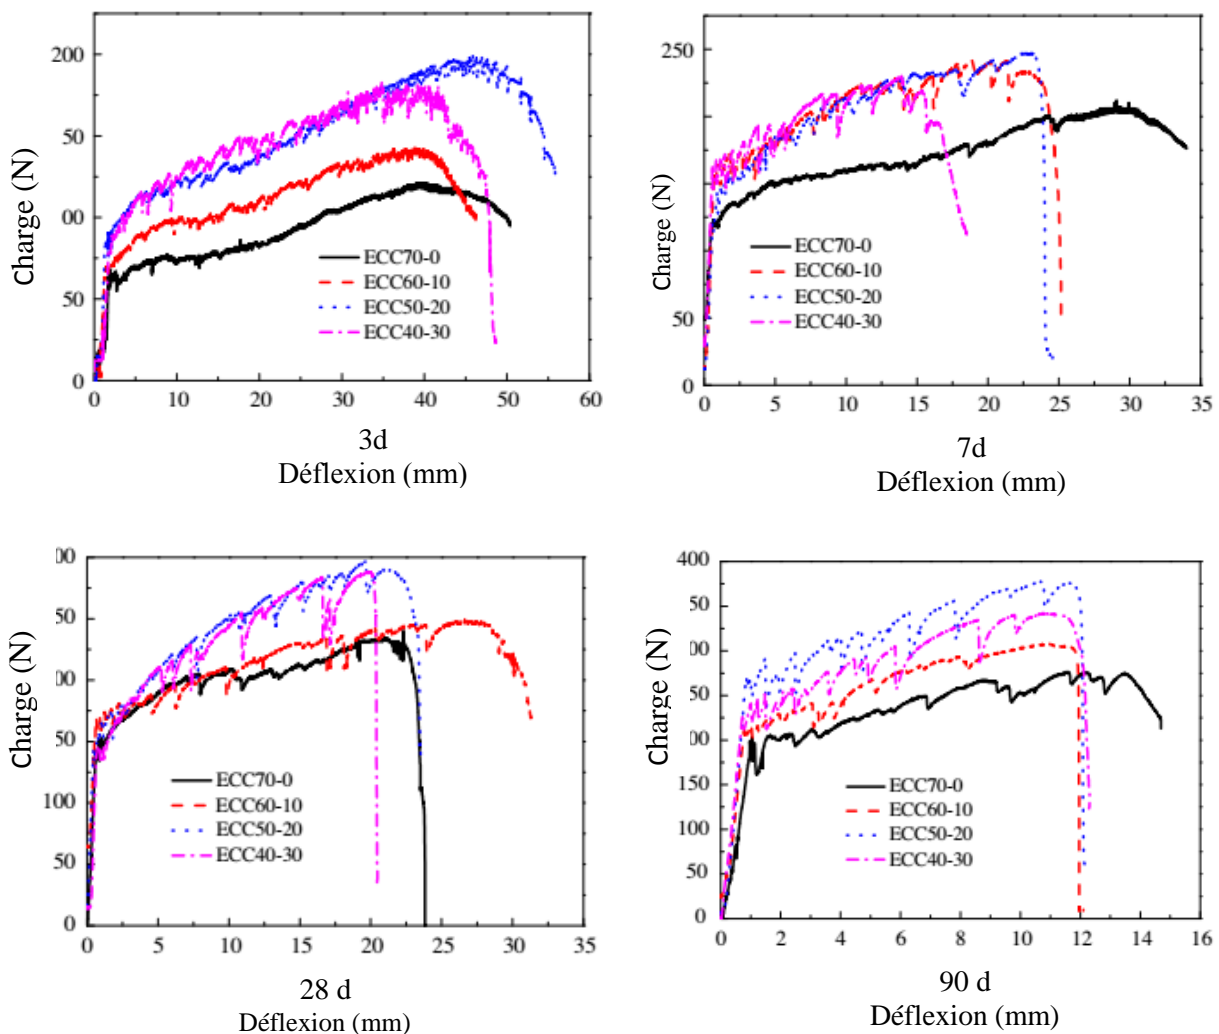 200
50
00
50
0
Charge (N)
ECC70-0
ECC60-10
ECC50-20
ECC40-30
0 10 20 30 40 50 60
3d
Déflexion (mm)
250
50
0
Charge (N)
ECC70-0
ECC60-10
ECC50-20
ECC40-30
0 5 10 15 20 25 30 35
7d
Déflexion (mm)
00
50
00
50
100
50
0
Charge (N)
ECC70-0
ECC60-10
ECC50-20
ECC40-30
0 5 10 15 20 25 30 35
28 d
Déflexion (mm)
400
00
50
00
150
100
50
0
Charge (N)
ECC70-0
ECC60-10
ECC50-20
ECC40-30
0 2 4 6 8 10 12 14 16
90 d
Déflexion (mm)